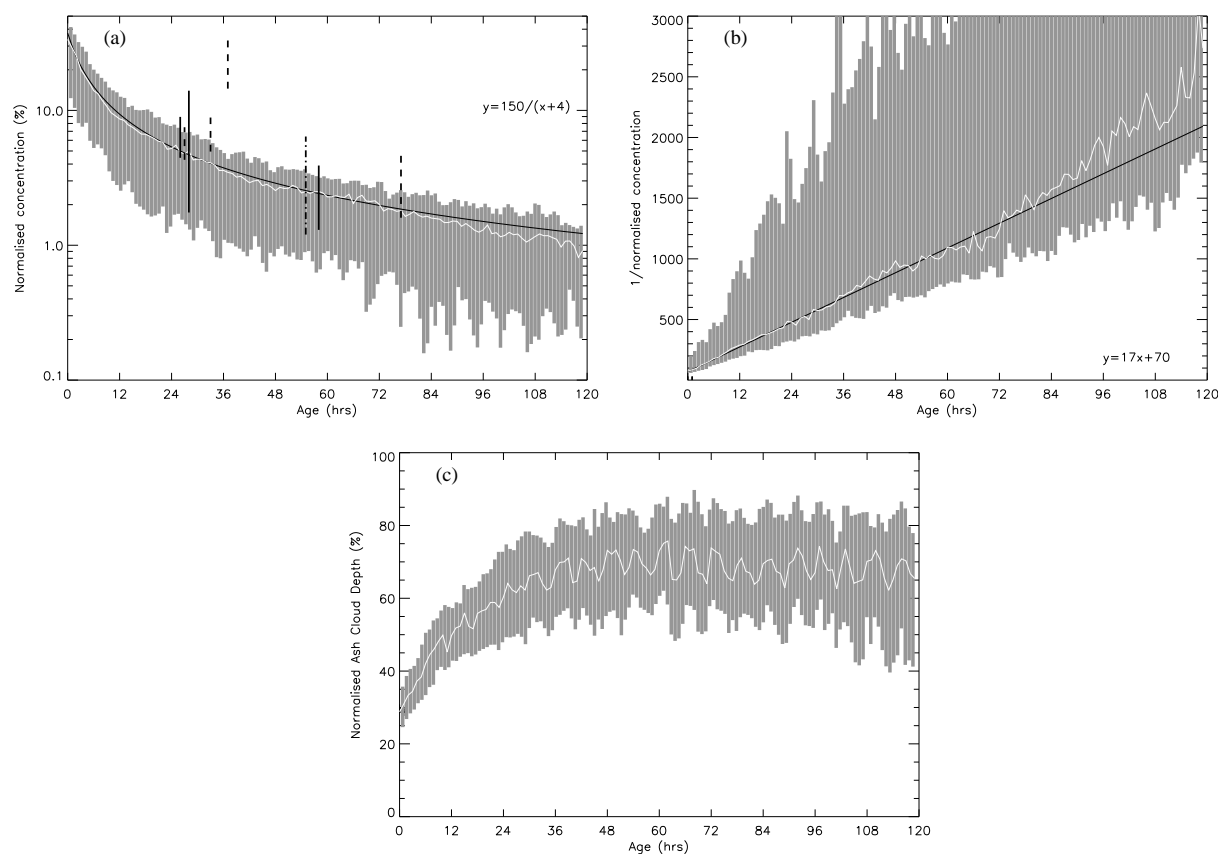 (a)
y=150/(x+4)
Normalised concentration (%)
10.0
1.0
0.1
0 12 24 36 48 60 72 84 96 108 120
Age (hrs)
(b)
y=17x+70
1/normalised concentration
3000
2500
2000
1500
1000
500
0 12 24 36 48 60 72 84 96 108 120
Age (hrs)
(c)
Normalised Ash Cloud Depth (%)
100
80
60
40
20
0
0 12 24 36 48 60 72 84 96 108 120
Age (hrs)